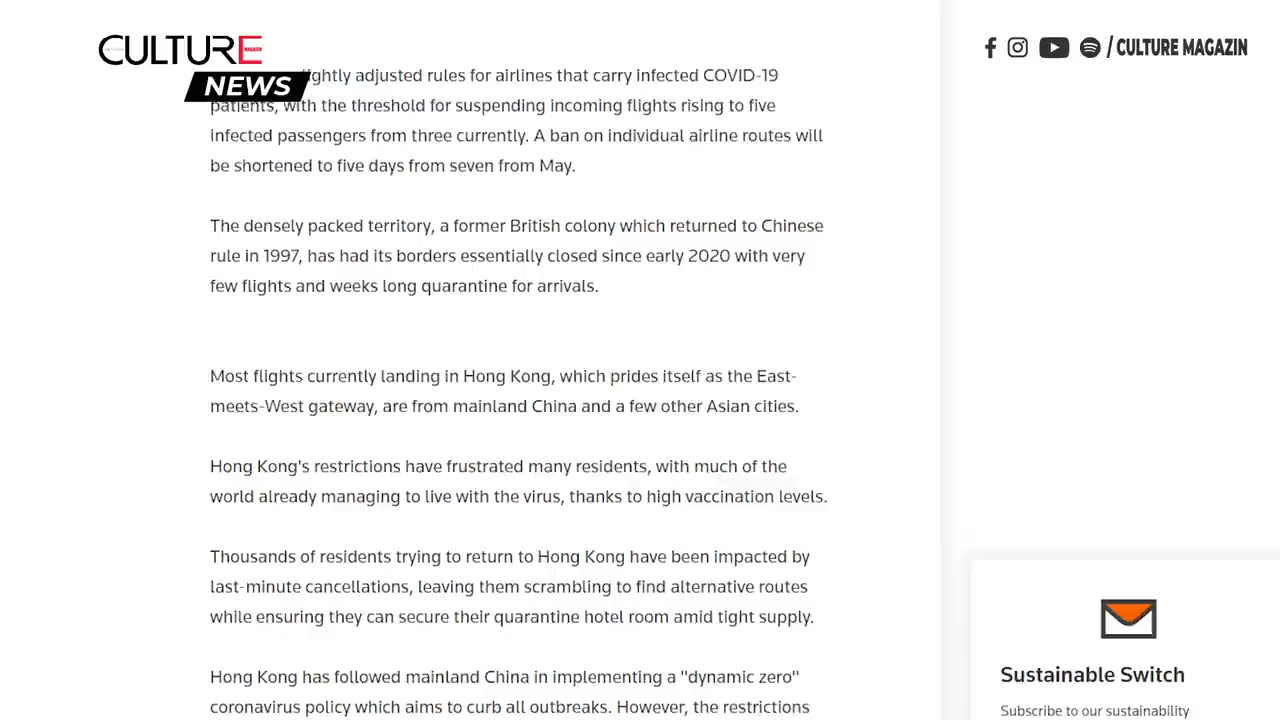 CULTURE
NEWS
/ CULTURE MAGAZIN
lightly adjusted rules for airlines that carry infected COVID-19
patients, with the threshold for suspending incoming flights rising to five
infected passengers from three currently. A ban on individual airline routes will
be shortened to five days from seven from May.
The densely packed territory, a former British colony which returned to Chinese
rule in 1997, has had its borders essentially closed since early 2020 with very
few flights and weeks long quarantine for arrivals.
Most flights currently landing in Hong Kong, which prides itself as the East-
meets-West gateway, are from mainland China and a few other Asian cities.
Hong Kong's restrictions have frustrated many residents, with much of the
world already managing to live with the virus, thanks to high vaccination levels.
Thousands of residents trying to return to Hong Kong have been impacted by
last-minute cancellations, leaving them scrambling to find alternative routes
while ensuring they can secure their quarantine hotel room amid tight supply.
Hong Kong has followed mainland China in implementing a "dynamic zero"
coronavirus policy which aims to curb all outbreaks. However, the restrictions
Sustainable Switch
Subscribe to our sustainability